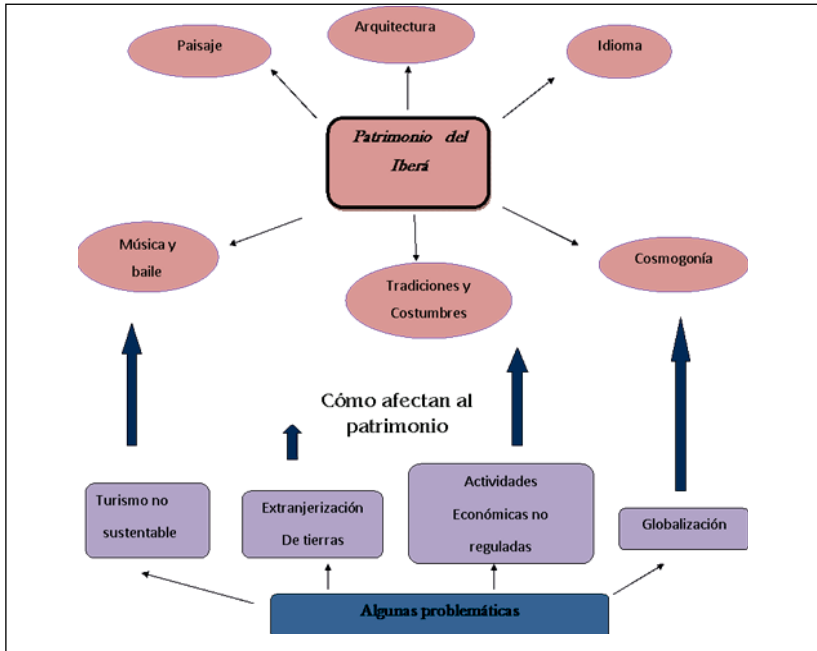 Paisaje
Arquitectura
Idioma
Patrimonio del
Iberá
Música y
baile
Tradiciones y
Costumbres
Cosmogonía
Cómo afectan al
patrimonio
Turismo no
sustentable
Extranjerización
De tierras
Actividades
Económicas no
reguladas
Globalización
Algunas problemáticas